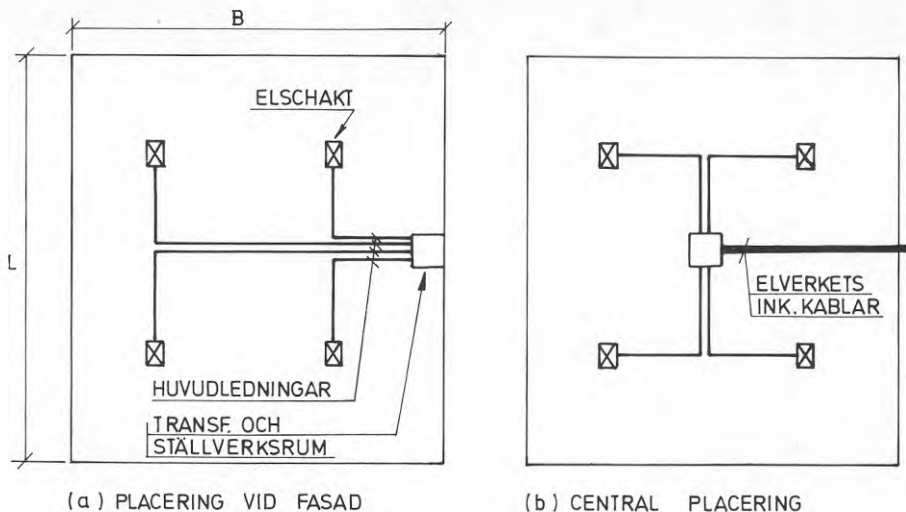 B
L
ELSCHAKT
HUVUDLEDNINGAR
TRANSF. OCH
STÄLLVERKSRUM
(a) PLACERING VID FASAD
ELVERKETS
INK. KABLAR
(b) CENTRAL PLACERING